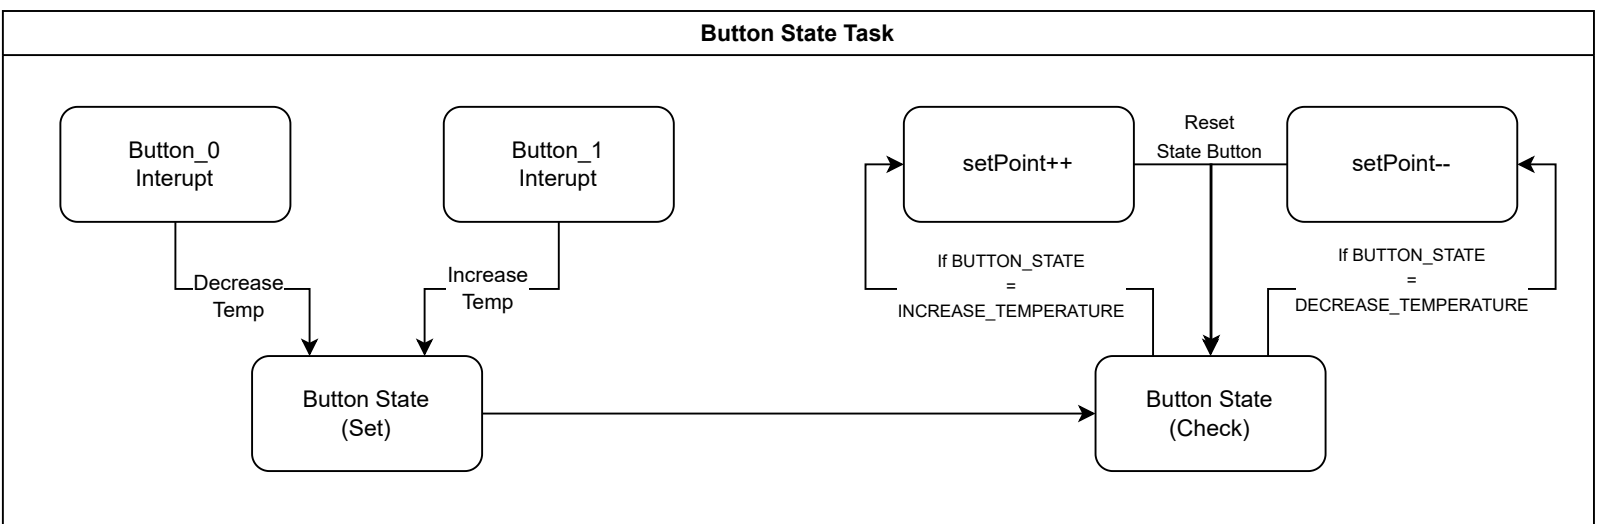 Button State Task
Button_0
Interupt
Button_1
Interupt
setPoint++
Reset
State Button
setPoint--
Decrease
Temp
Increase
Temp
If BUTTON_STATE
=
INCREASE_TEMPERATURE
If BUTTON_STATE
=
DECREASE_TEMPERATURE
Button State
(Set)
Button State
(Check)